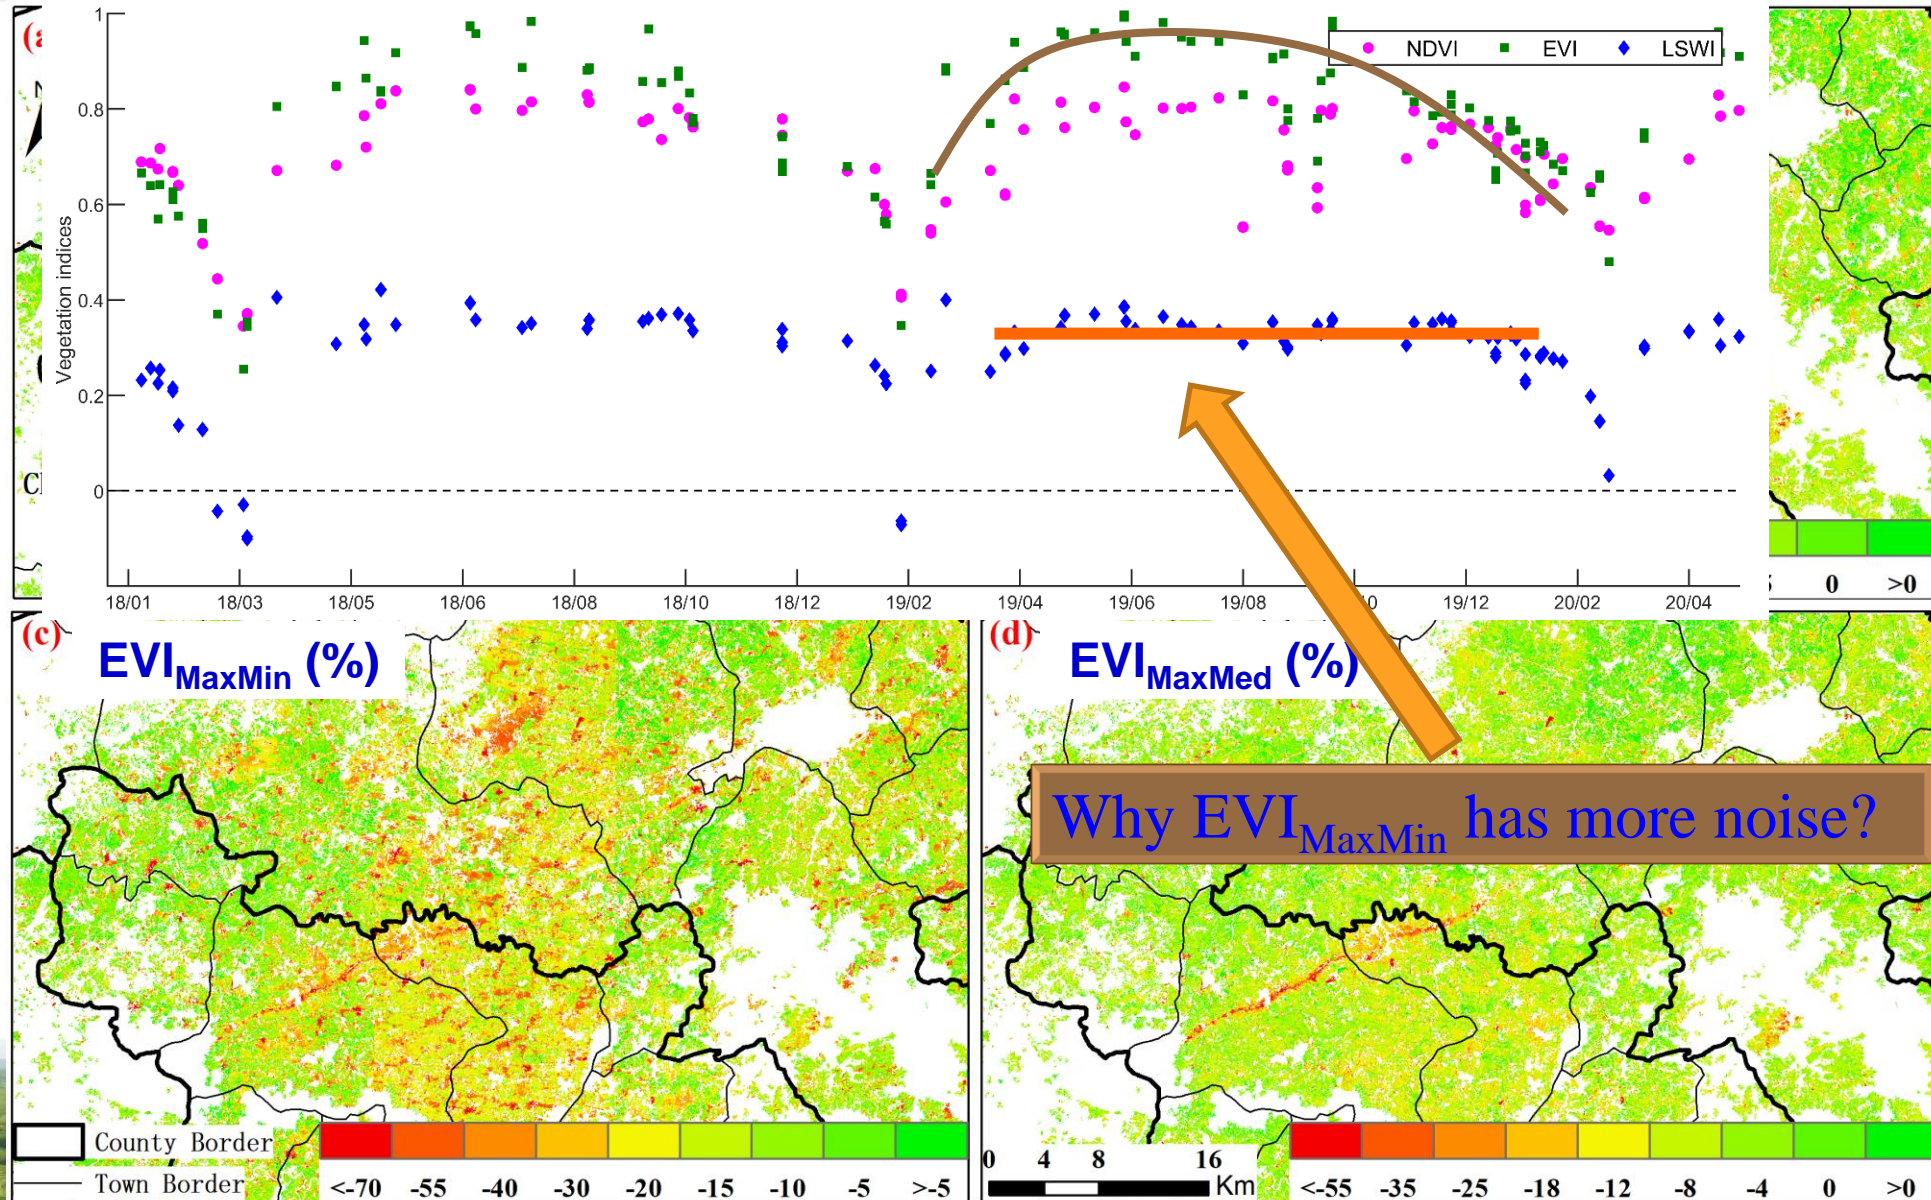 (a
N
NDVI EVI LSWI
1
0.8
0.6
0.4
0.2
0
Vegetation indices
18/01 18/03 18/05 18/06 18/08 18/10 18/12 19/02 19/04 19/06 19/08 10 19/12 20/02 20/04
0 >0
(c)
EVIMaxMin (%)
(d)
EVIMaxMed (%)
Why EVIMaxMin has more noise?
County Border
Town Border
<-70 -55 -40 -30 -20 -15 -10 -5 >-5
0 4 8 16
Km
<-55 -35 -25 -18 -12 -8 -4 0 >0